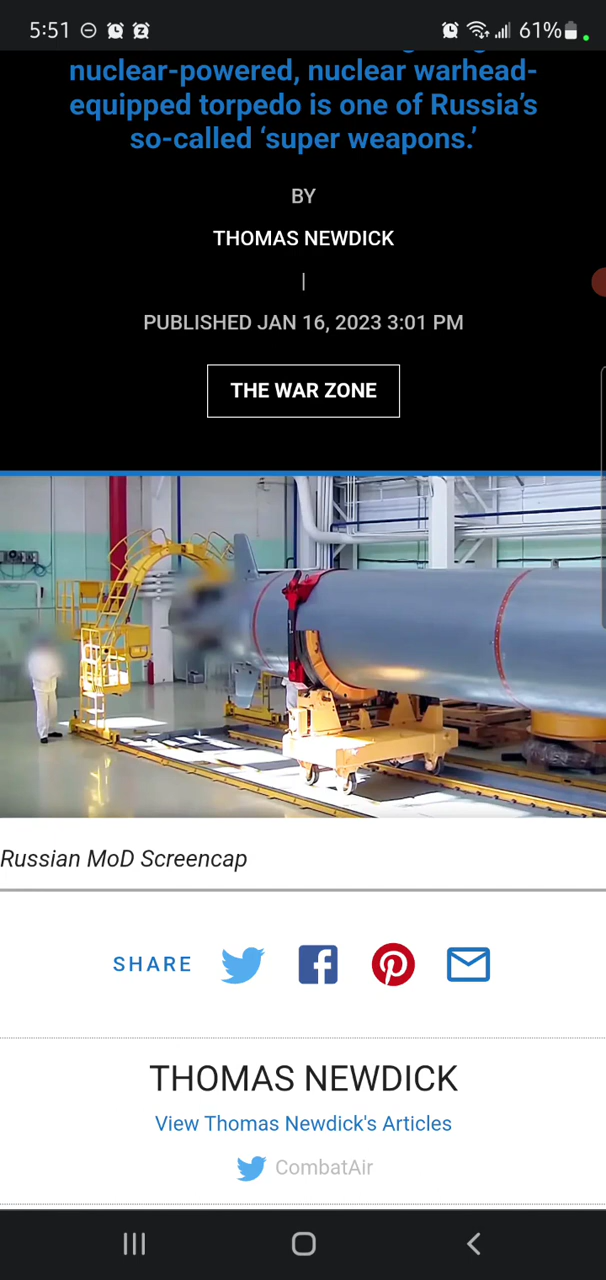 5:51
61%
nuclear-powered, nuclear warhead-
equipped torpedo is one of Russia's
so-called ‘super weapons.’
BY
THOMAS NEWDICK
|
PUBLISHED JAN 16, 2023 3:01 PM
THE WAR ZONE
Russian MoD Screencap
SHARE
THOMAS NEWDICK
View Thomas Newdick's Articles
CombatAir